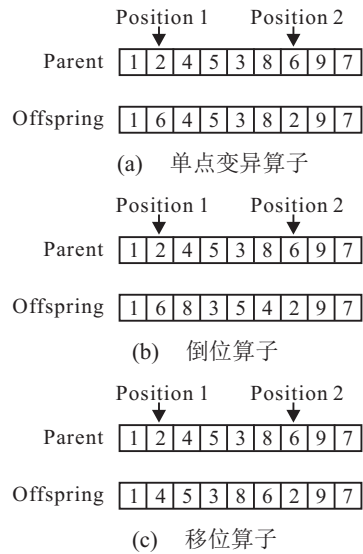 Position 1 Position 2
Parent 1 2 4 5 3 8 6 9 7
Offspring 1 6 4 5 3 8 2 9 7
(a) 单点变异算子
Position 1 Position 2
Parent 1 2 4 5 3 8 6 9 7
Offspring 1 6 8 3 5 4 2 9 7
(b) 倒位算子
Position 1 Position 2
Parent 1 2 4 5 3 8 6 9 7
Offspring 1 4 5 3 8 6 2 9 7
(c) 移位算子